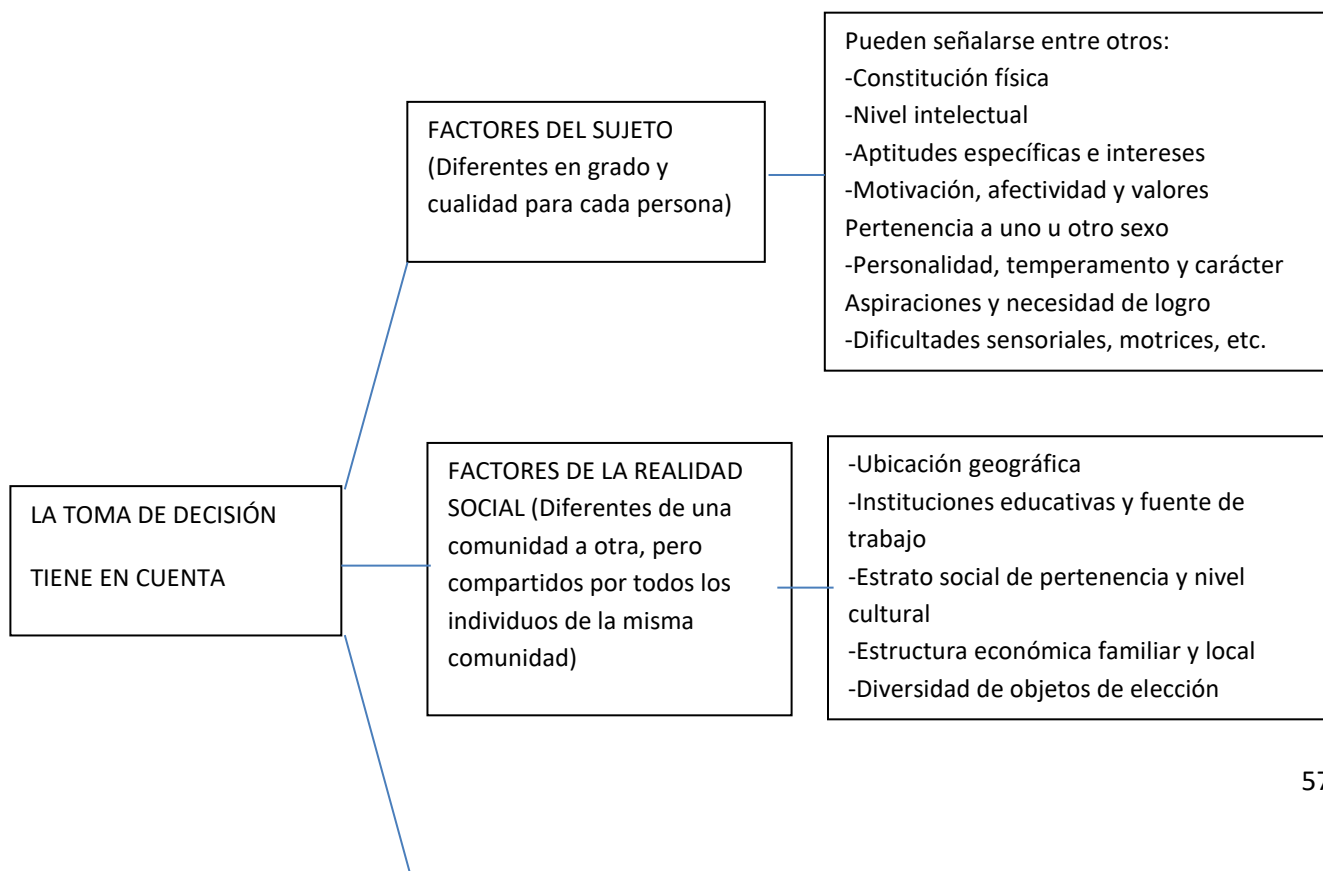 Pueden señalarse entre otros:
-Constitución física
-Nivel intelectual
-Aptitudes específicas e intereses
-Motivación, afectividad y valores
Pertenencia a uno u otro sexo
-Personalidad, temperamento y carácter
Aspiraciones y necesidad de logro
-Dificultades sensoriales, motrices, etc.
FACTORES DEL SUJETO
(Diferentes en grado y
cualidad para cada persona)
FACTORES DE LA REALIDAD
SOCIAL (Diferentes de una
comunidad a otra, pero
compartidos por todos los
individuos de la misma
comunidad)
-Ubicación geográfica
-Instituciones educativas y fuente de
trabajo
-Estrato social de pertenencia y nivel
cultural
-Estructura económica familiar y local
-Diversidad de objetos de elección
LA TOMA DE DECISIÓN
TIENE EN CUENTA
57